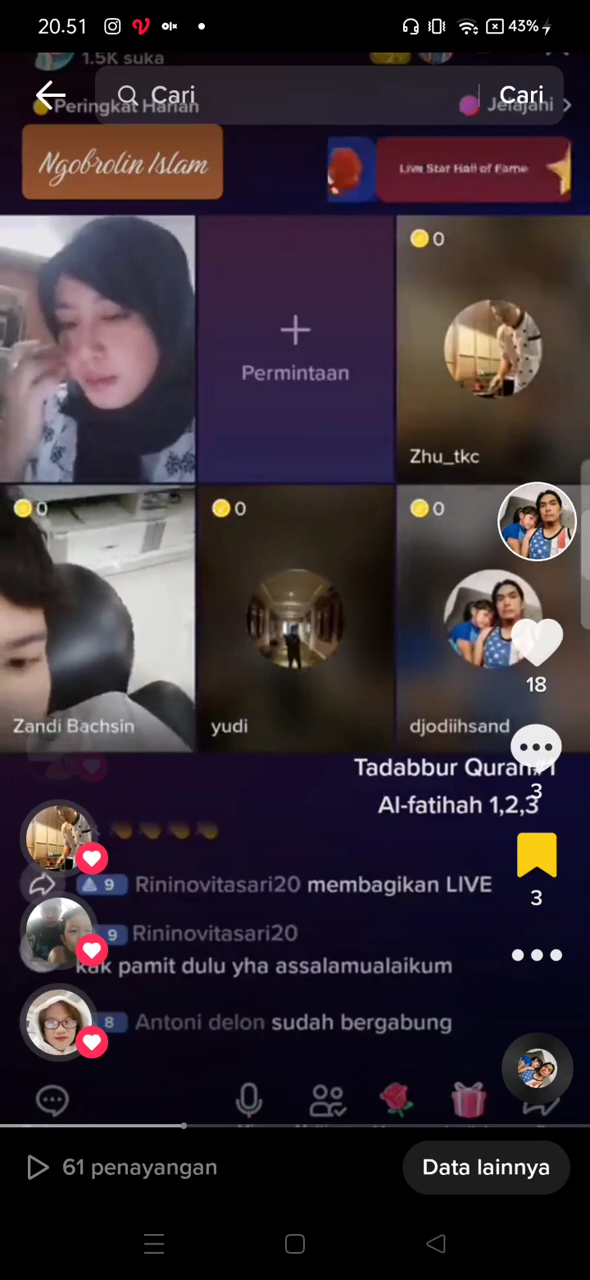 20.51
43%
1.5K suka
Cari
Cari
Peringkat Harian
Jelajahi
Ngobrolin Islam
Live Star Hall of Fame
0
Permintaan
Zhu_tkc
0
0
0
18
Zandi Bachsin
yudi
djodiihsand
Tadabbur Quran#1
3
Al-fatihah 1,2,3
9 Rininovitasari20 membagikan LIVE
3
9 Rininovitasari20
kak pamit dulu yha assalamualaikum
8 Antoni delon sudah bergabung
61 penayangan
Data lainnya